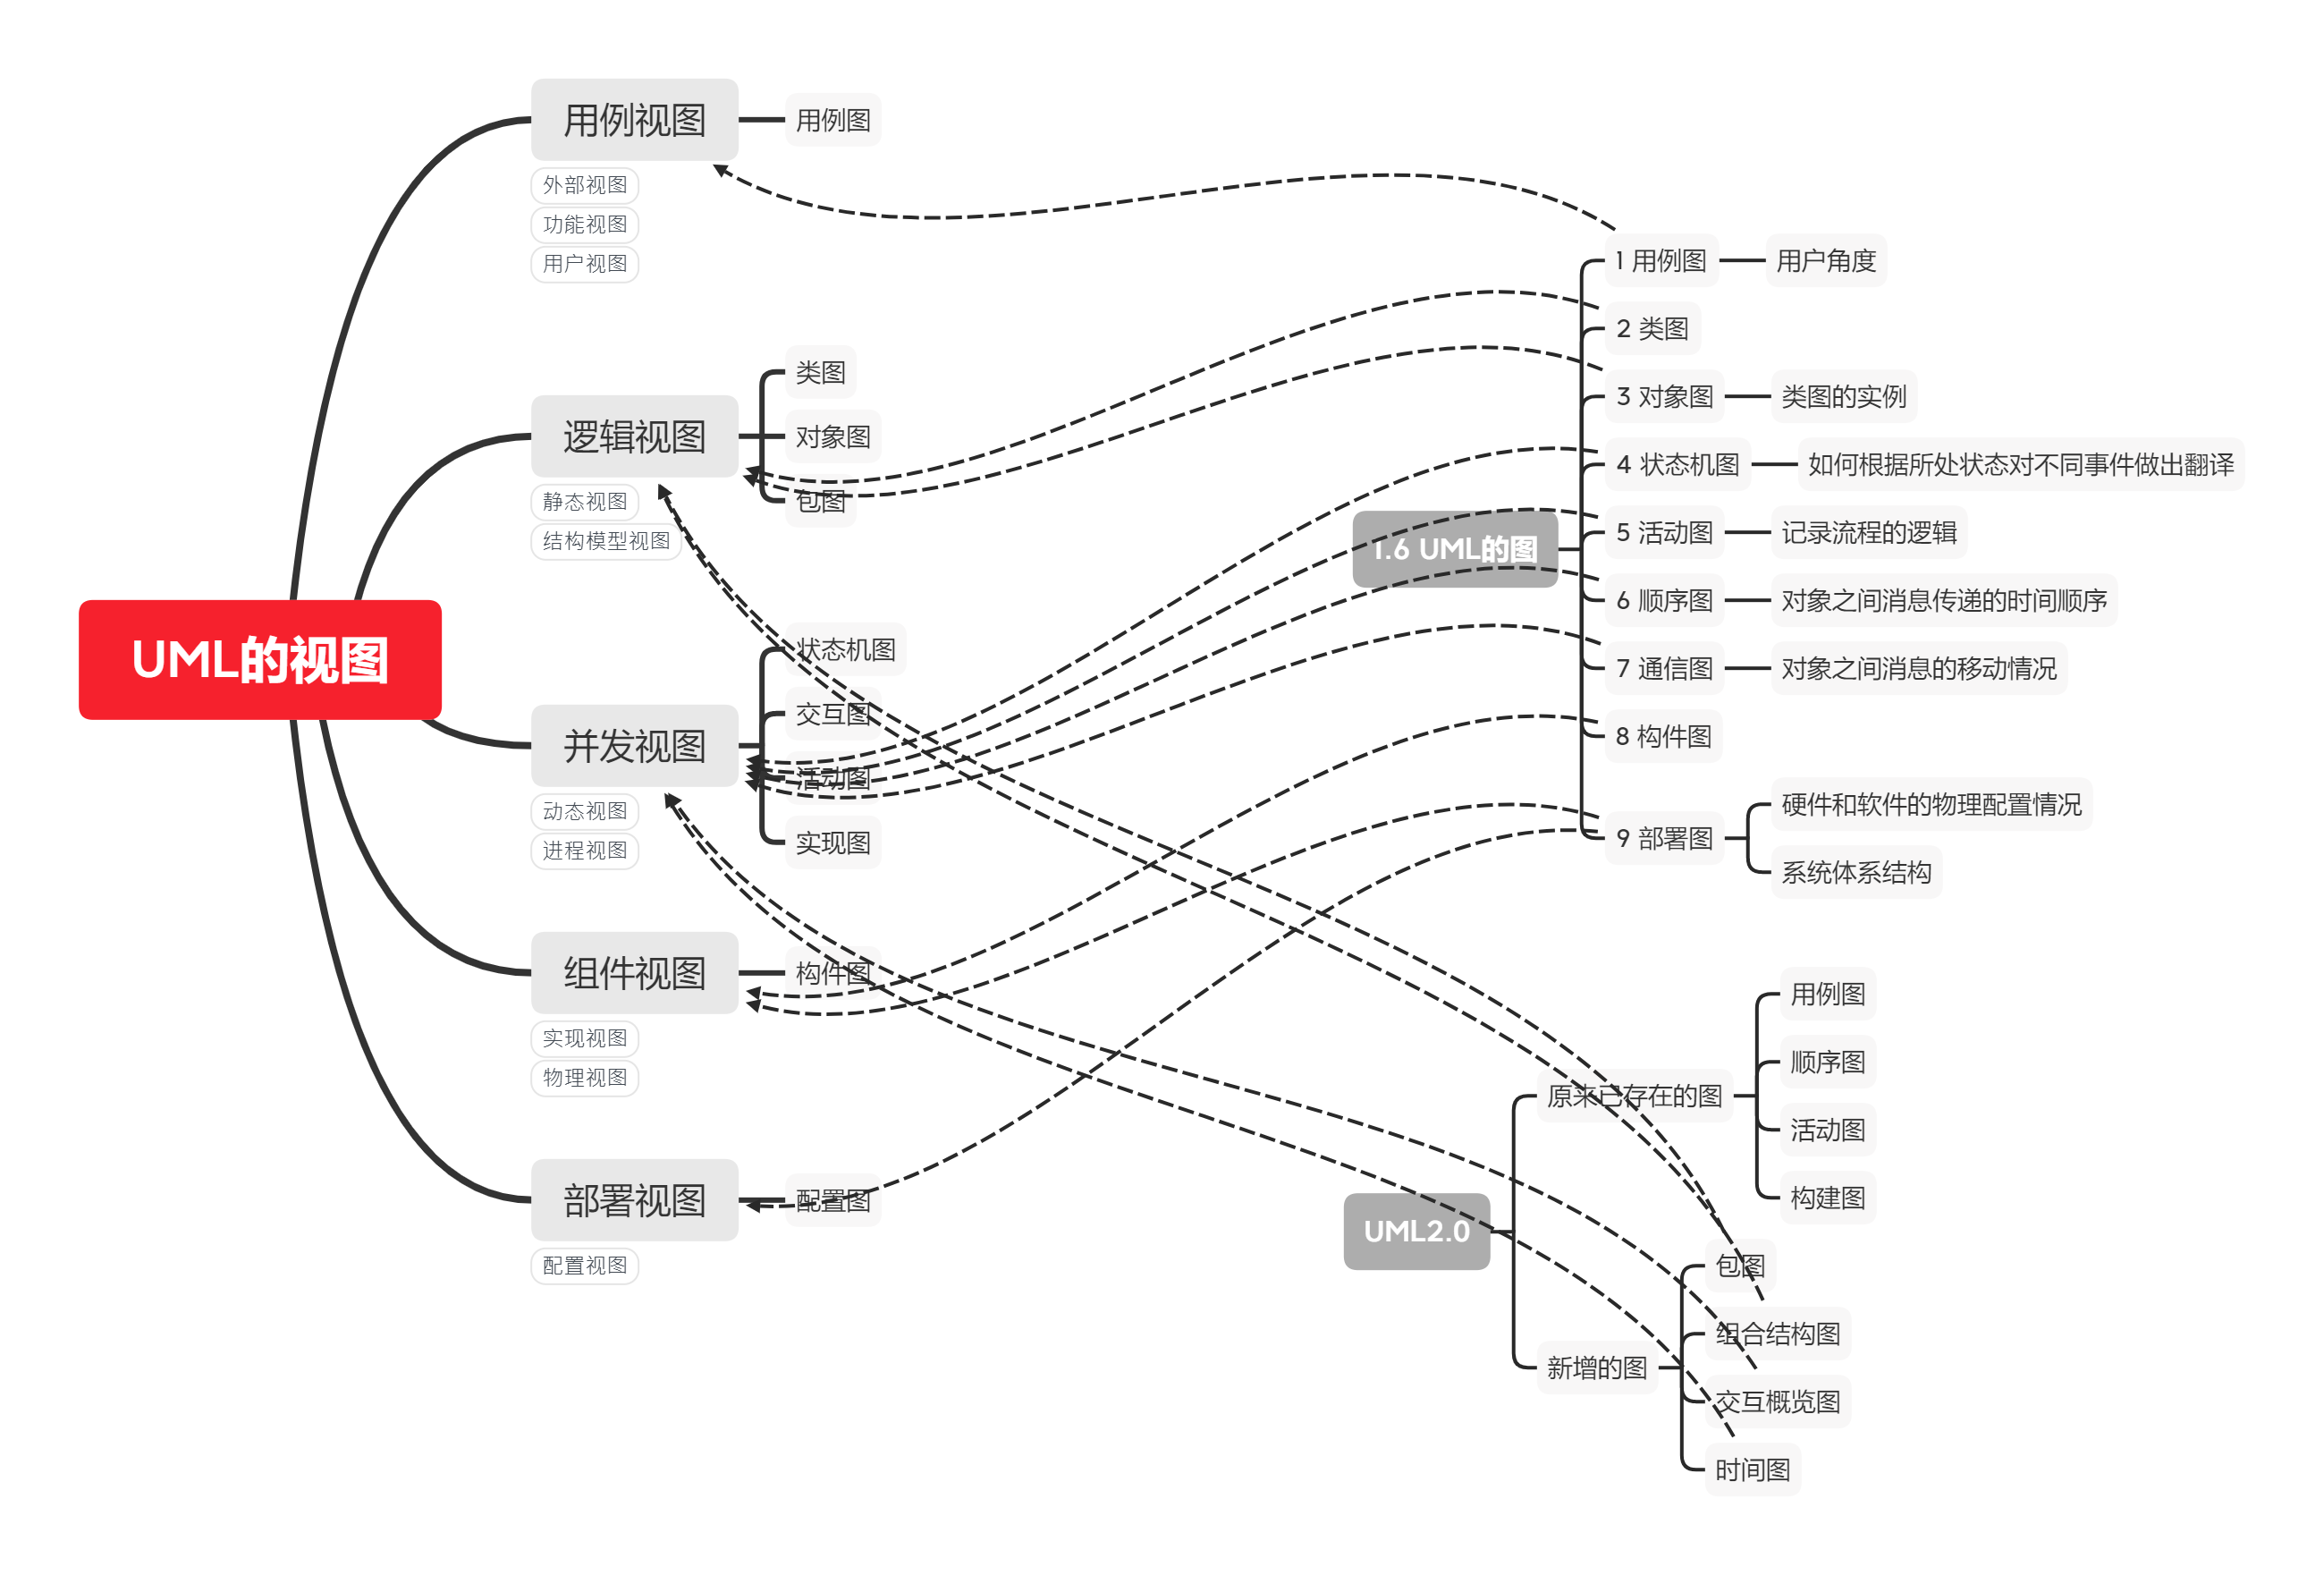 UML的视图
用例视图
外部视图
功能视图
用户视图
用例图
逻辑视图
静态视图
结构模型视图
类图
对象图
包图
并发视图
动态视图
进程视图
状态机图
交互图
活动图
实现图
组件视图
实现视图
物理视图
构件图
部署视图
配置视图
配置图
1.6 UML的图
1 用例图
用户角度
2 类图
3 对象图
类图的实例
4 状态机图
如何根据所处状态对不同事件做出翻译
5 活动图
记录流程的逻辑
6 顺序图
对象之间消息传递的时间顺序
7 通信图
对象之间消息的移动情况
8 构件图
9 部署图
硬件和软件的物理配置情况
系统体系结构
UML2.0
原来已存在的图
用例图
顺序图
活动图
构建图
新增的图
包图
组合结构图
交互概览图
时间图